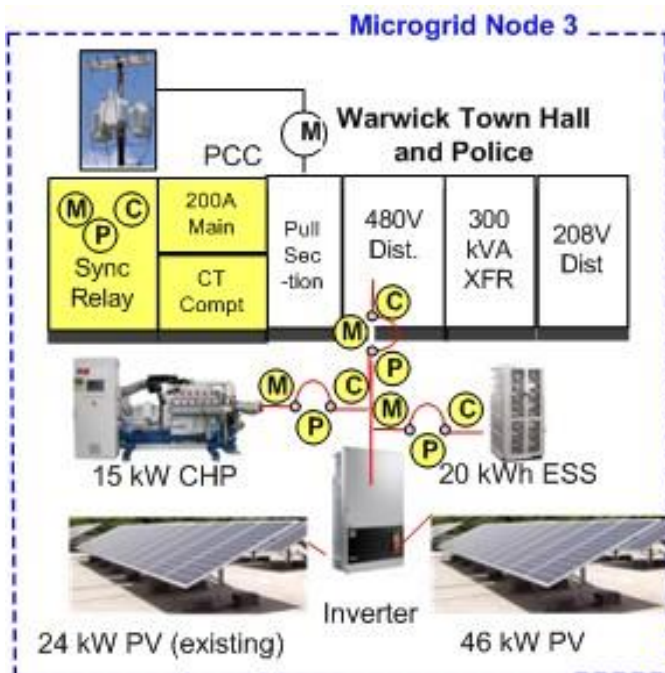 Microgrid Node 3
M
Warwick Town Hall
and Police
PCC
M
C
P
Sync
Relay
200A
Main
CT
Compt
Pull
Sec
-tion
480V
Dist.
300
kVA
XFR
208V
Dist
C
M
P
M
C
P
M
C
P
15 kW CHP
20 kWh ESS
Inverter
24 kW PV (existing)
46 kW PV